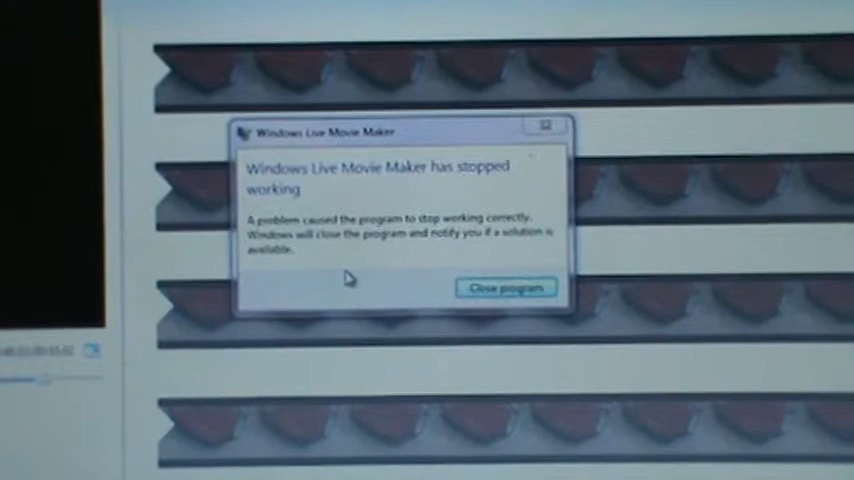 Windows Live Movie Maker
Windows Live Movie Maker has stopped
working
A problem caused the program to stop working correctly.
Windows will close the program and notify you if a solution is
available.
Close program